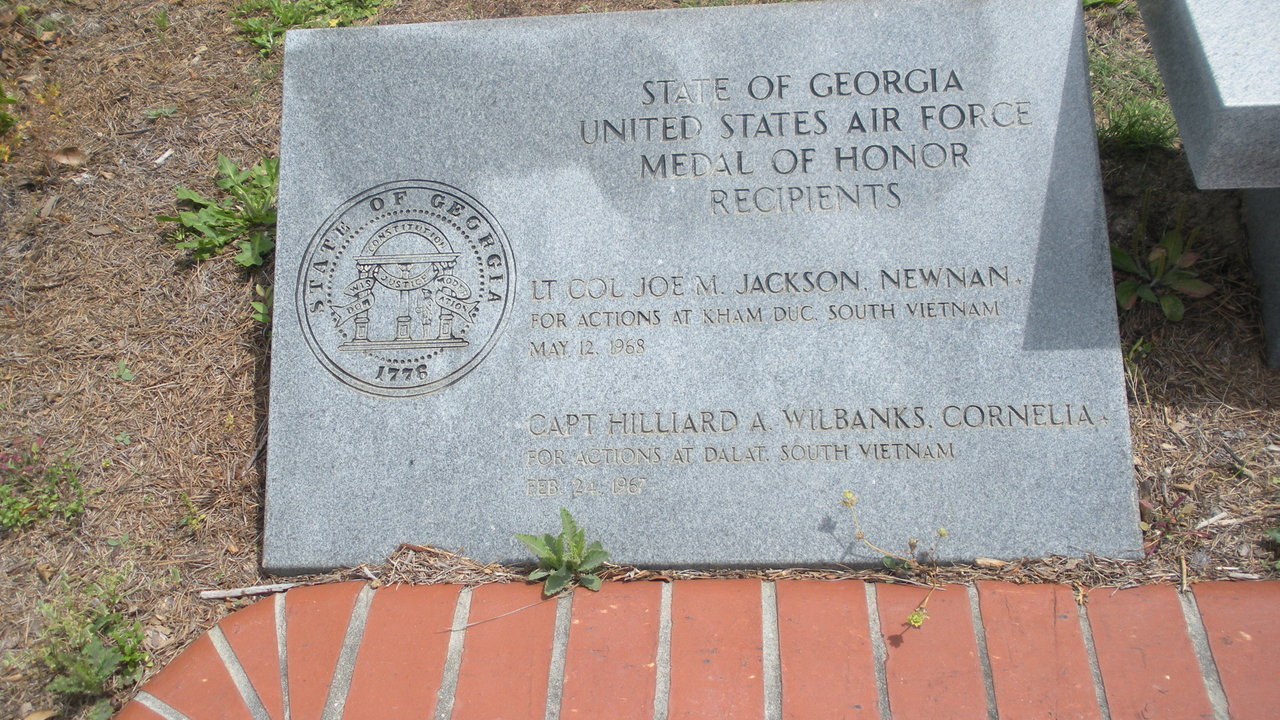 STATE OF GEORGIA
UNITED STATES AIR FORCE
MEDAL OF HONOR
RECIPIENTS
STATE OF GEORGIA
CONSTITUTION
WISDOM
JUSTICE
MODERATION
1776
LT COL JOE M. JACKSON, NEWNAN
FOR ACTIONS AT KHAM DUC, SOUTH VIETNAM
MAY 12, 1968
CAPT HILLIARD A. WILBANKS, CORNELIA
FOR ACTIONS AT DALAT, SOUTH VIETNAM
FEB. 24, 1967